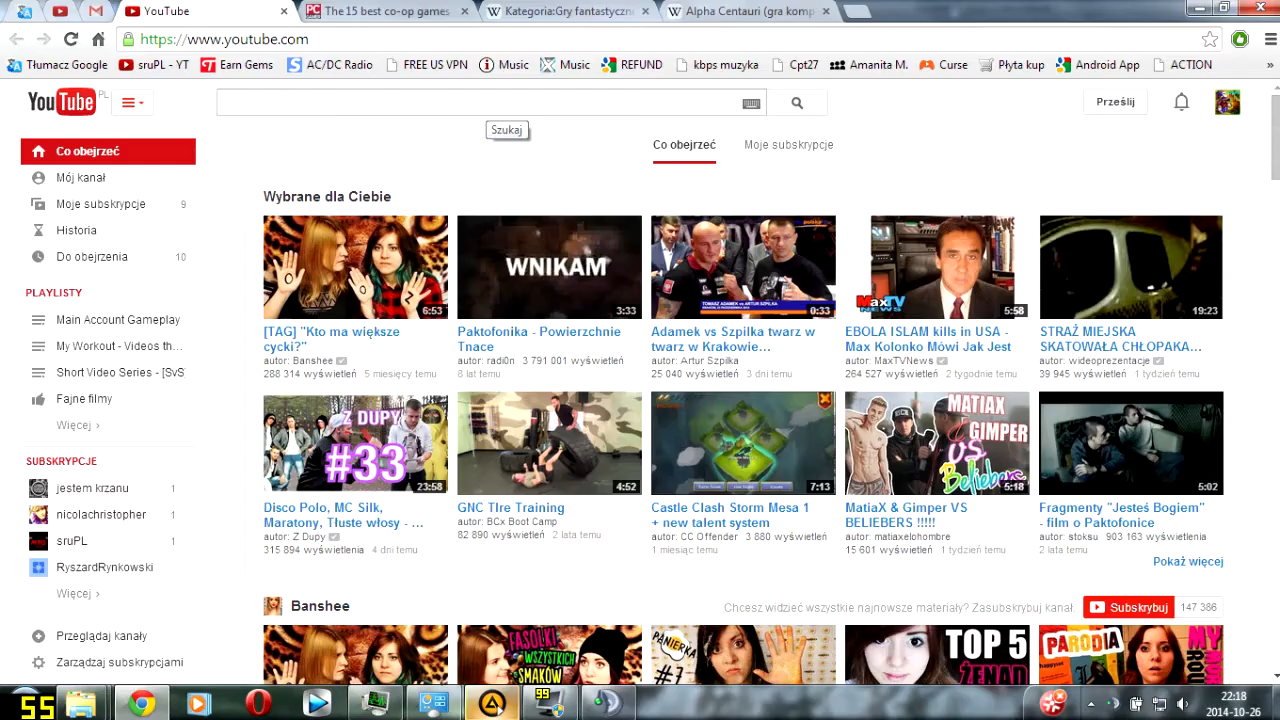 YouTube
The 15 best co-op games
Kategoria:Gry fantastyczn
Alpha Centauri (gra komp
https://www.youtube.com
Tłumacz Google
sruPL - YT
Earn Gems
AC/DC Radio
FREE US VPN
Music
Music
REFUND
kbps muzyka
Cpt27
Amanita M.
Curse
Płyta kup
Android App
ACTION
»
YouTube PL
Prześlij
Szukaj
Co obejrzeć
Moje subskrypcje
Co obejrzeć
Mój kanał
Moje subskrypcje 9
Historia
Do obejrzenia 10
PLAYLISTY
Main Account Gameplay
My Workout - Videos th...
Short Video Series - [SvS
Fajne filmy
Więcej ›
SUBSKRYPCJE
jestem krzanu 1
nicolachristopher 1
sruPL 1
RyszardRynkowski
Więcej ›
Przeglądaj kanały
Zarządzaj subskrypcjami
Wybrane dla Ciebie
6:53
WNIKAM
3:33
TOMASZ ADAMEK vs ARTUR SZPILKA
0:33
MaxTV
NEWS
5:58
19:23
[TAG] "Kto ma większe
cycki?"
autor: Banshee
288 314 wyświetleń 5 miesięcy temu
Paktofonika - Powierzchnie
Tnace
autor: radi0n 3 791 001 wyświetleń
8 lat temu
Adamek vs Szpilka twarz w
twarz w Krakowie...
autor: Artur Szpilka
25 040 wyświetleń 3 dni temu
EBOLA ISLAM kills in USA -
Max Kolonko Mówi Jak Jest
autor: MaxTVNews
264 527 wyświetleń 2 tygodnie temu
STRAŻ MIEJSKA
SKATOWAŁA CHŁOPAKA...
autor: wideoprezentacje
39 945 wyświetleń 1 tydzień temu
Z DUPY
#33
23:58
4:52
7:13
MATIAX
GIMPER
VS
Beliebers
5:18
5:02
Disco Polo, MC Silk,
Maratony, Tłuste włosy - ...
autor: Z Dupy
315 894 wyświetlenia 4 dni temu
GNC TIre Training
autor: BCx Boot Camp
82 890 wyświetleń 2 lata temu
Castle Clash Storm Mesa 1
+ new talent system
autor: CC Offender 3 880 wyświetleń
1 miesiąc temu
MatiaX & Gimper VS
BELIEBERS !!!!!
autor: matiaxelohombre
15 601 wyświetleń 1 tydzień temu
Fragmenty "Jesteś Bogiem"
- film o Paktofonice
autor: stoksu 903 163 wyświetlenia
2 lata temu
Pokaż więcej
Banshee
Chcesz widzieć wszystkie najnowsze materiały? Zasubskrybuj kanał.
Subskrybuj 147 386
FASOLKI
WSZYSTKICH
SMAKÓW
PANIERKA
#1
TOP 5
ŻENAD
PARODIA
MY
55
99
22:18
2014-10-26